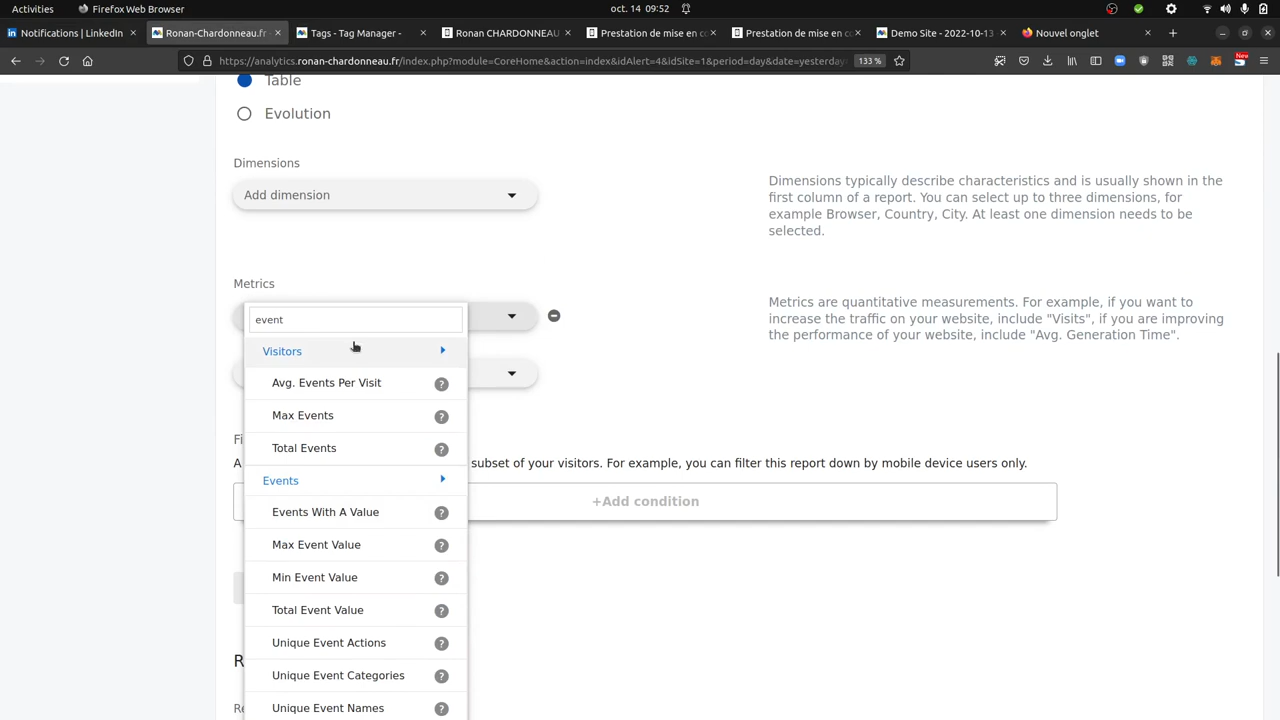 Activities
Firefox Web Browser
oct. 14 09:52
Notifications | LinkedIn
Ronan-Chardonneau.fr
Tags - Tag Manager -
Ronan CHARDONNEAU
Prestation de mise en co
Prestation de mise en co
Demo Site - 2022-10-13
Nouvel onglet
https://analytics.ronan-chardonneau.fr/index.php?module=CoreHome&action=index&idAlert=4&idSite=1&period=day&date=yesterday
133 %
New
Table
Evolution
Dimensions
Add dimension
Dimensions typically describe characteristics and is usually shown in the
first column of a report. You can select up to three dimensions, for
example Browser, Country, City. At least one dimension needs to be
selected.
Metrics
event
Metrics are quantitative measurements. For example, if you want to
increase the traffic on your website, include "Visits", if you are improving
the performance of your website, include "Avg. Generation Time".
Visitors
Avg. Events Per Visit
Max Events
Total Events
Fi
A
subset of your visitors. For example, you can filter this report down by mobile device users only.
Events
+Add condition
Events With A Value
Max Event Value
Min Event Value
Total Event Value
Unique Event Actions
R
Unique Event Categories
Re
Unique Event Names